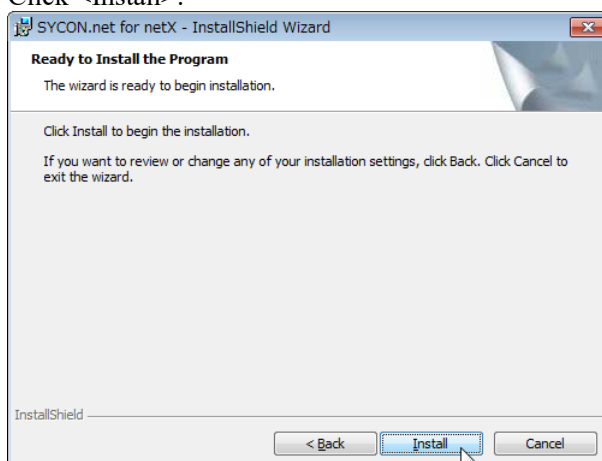 Click <Install>.
SYCON.net for netX - InstallShield Wizard
Ready to Install the Program
The wizard is ready to begin installation.
Click Install to begin the installation.
If you want to review or change any of your installation settings, click Back. Click Cancel to
exit the wizard.
InstallShield
< Back Install Cancel